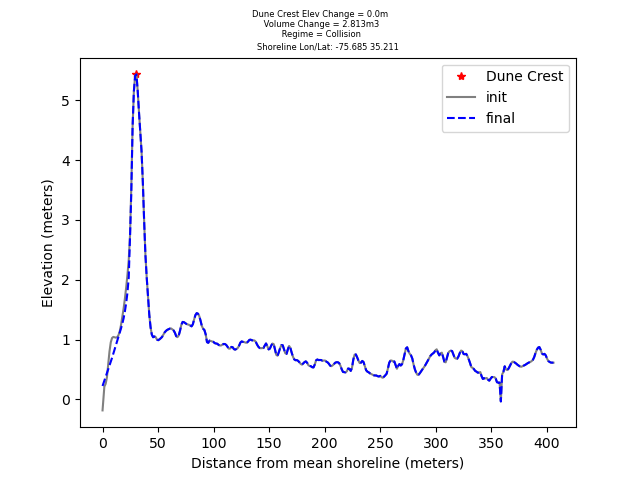 Dune Crest Elev Change = 0.0m
Volume Change = 2.813m3
Regime = Collision
Shoreline Lon/Lat: -75.685 35.211
Dune Crest
init
final
5
4
3
2
1
0
Elevation (meters)
0 50 100 150 200 250 300 350 400
Distance from mean shoreline (meters)